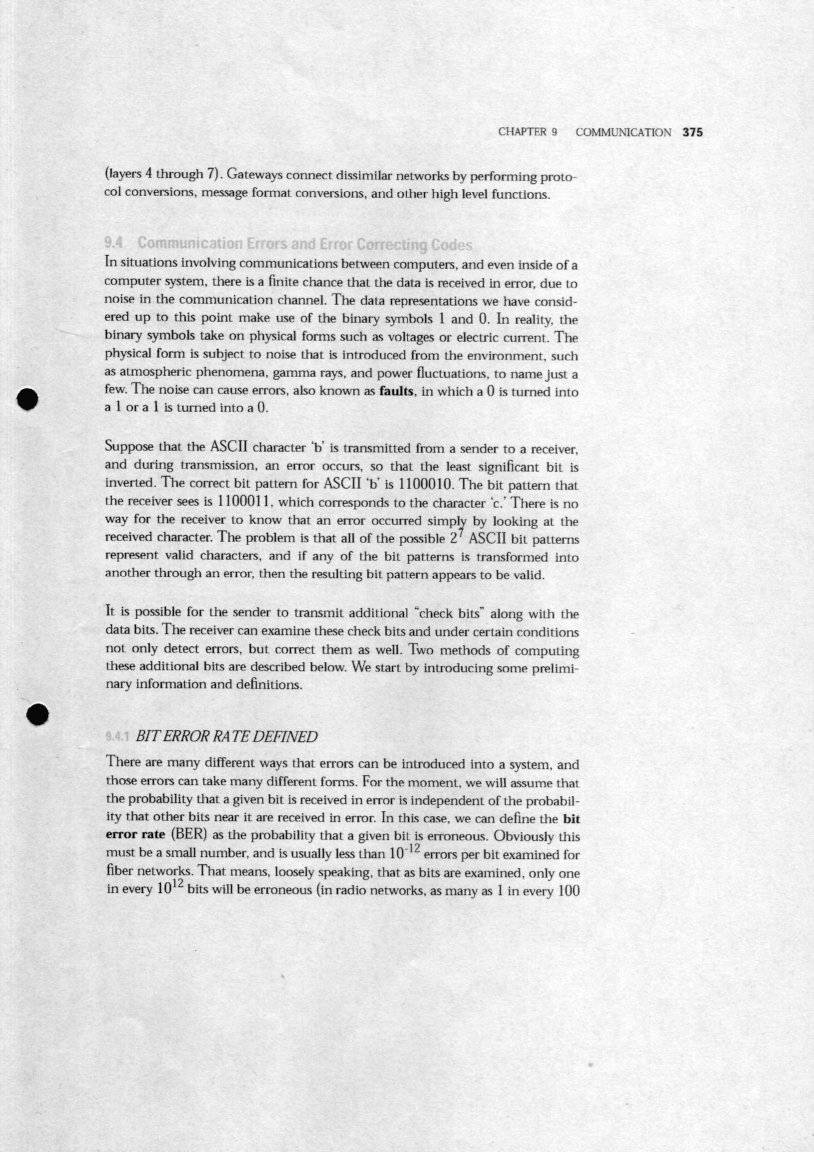 CHAPTER 9 COMMUNICATION 375
(layers 4 through 7). Gateways connect dissimilar networks by performing proto-
col conversions, message format conversions, and other high level functions.
9.4 Communication Errors and Error Correcting Codes
In situations involving communications between computers, and even inside of a
computer system, there is a finite chance that the data is received in error, due to
noise in the communication channel. The data representations we have consid-
ered up to this point make use of the binary symbols 1 and 0. In reality, the
binary symbols take on physical forms such as voltages or electric current. The
physical form is subject to noise that is introduced from the environment, such
as atmospheric phenomena, gamma rays, and power fluctuations, to name just a
few. The noise can cause errors, also known as faults, in which a 0 is turned into
a 1 or a 1 is turned into a 0.
Suppose that the ASCII character ‘b’ is transmitted from a sender to a receiver,
and during transmission, an error occurs, so that the least significant bit is
inverted. The correct bit pattern for ASCII ‘b’ is 1100010. The bit pattern that
the receiver sees is 1100011, which corresponds to the character ‘c.’ There is no
way for the receiver to know that an error occurred simply by looking at the
received character. The problem is that all of the possible 2⁷ ASCII bit patterns
represent valid characters, and if any of the bit patterns is transformed into
another through an error, then the resulting bit pattern appears to be valid.
It is possible for the sender to transmit additional “check bits” along with the
data bits. The receiver can examine these check bits and under certain conditions
not only detect errors, but correct them as well. Two methods of computing
these additional bits are described below. We start by introducing some prelimi-
nary information and definitions.
9.4.1 BIT ERROR RATE DEFINED
There are many different ways that errors can be introduced into a system, and
those errors can take many different forms. For the moment, we will assume that
the probability that a given bit is received in error is independent of the probabil-
ity that other bits near it are received in error. In this case, we can define the bit
error rate (BER) as the probability that a given bit is erroneous. Obviously this
must be a small number, and is usually less than 10⁻¹² errors per bit examined for
fiber networks. That means, loosely speaking, that as bits are examined, only one
in every 10¹² bits will be erroneous (in radio networks, as many as 1 in every 100